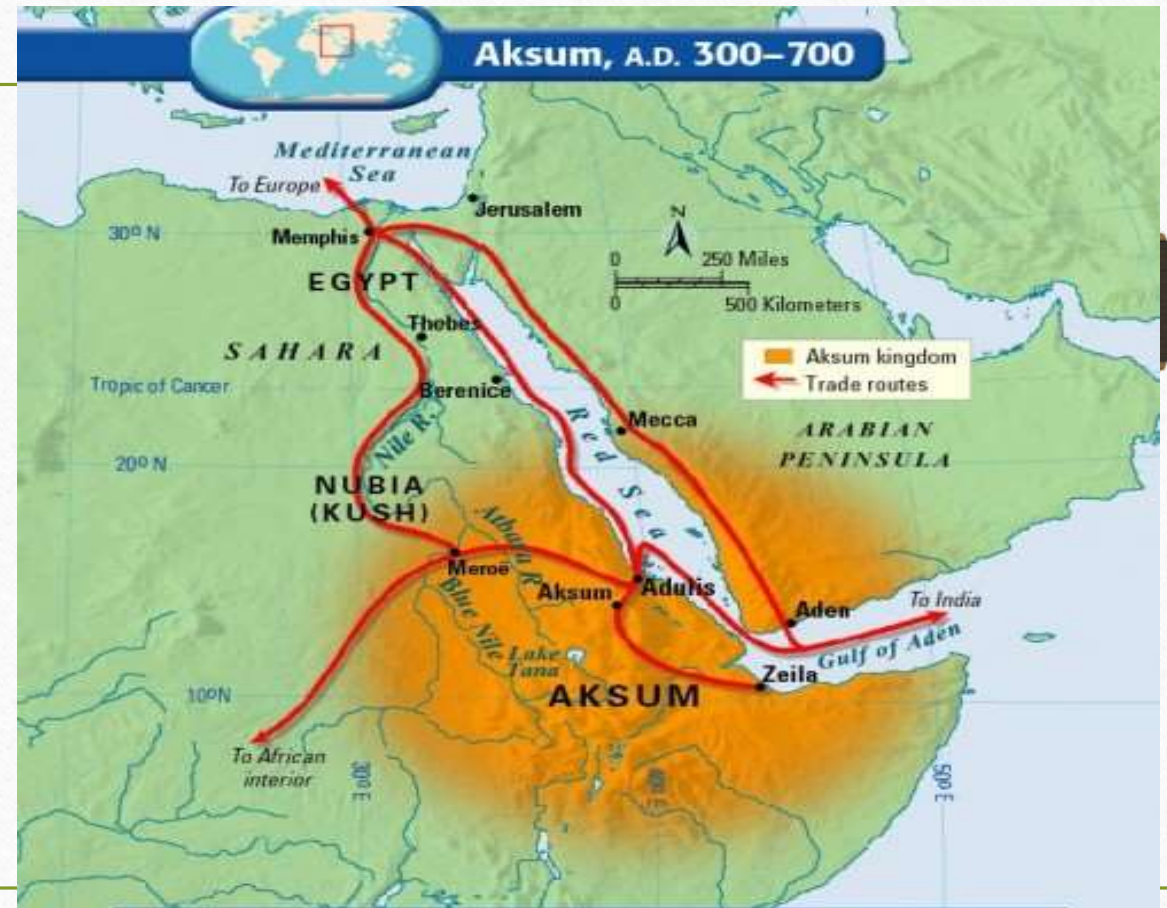 Aksum, A.D. 300–700
Mediterranean
Sea
To Europe
Jerusalem
30° N
Memphis
N
0 250 Miles
0 500 Kilometers
EGYPT
Thebes
SAHARA
Aksum kingdom
Trade routes
Tropic of Cancer
Berenice
Nile R.
Red Sea
Mecca
ARABIAN
PENINSULA
20° N
NUBIA
(KUSH)
Atbara R.
Meroë
Aksum
Adulis
Blue Nile
Aden
To India
Gulf of Aden
Lake
Tana
Zeila
10°N
AKSUM
To African
interior
30° E
50° E